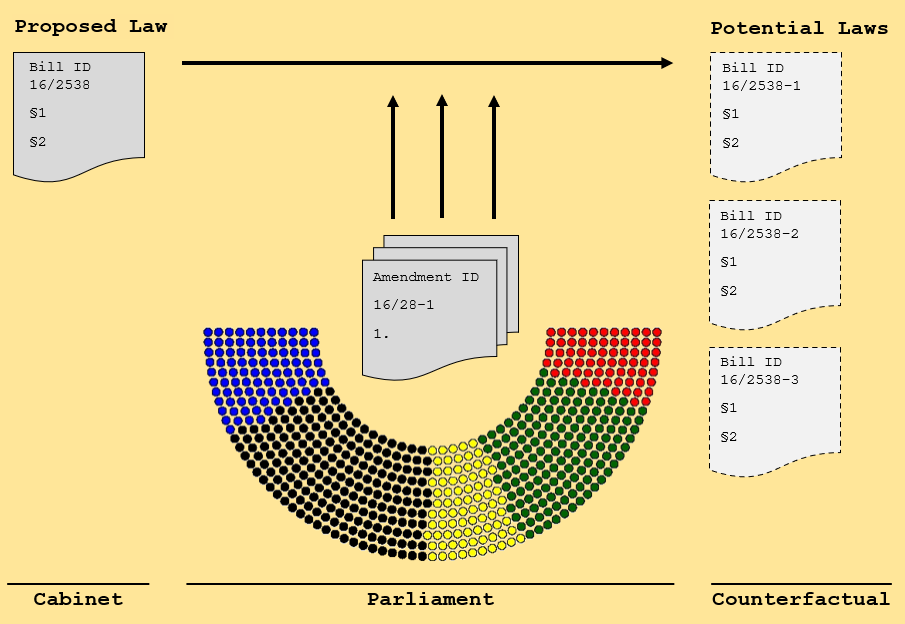 Proposed Law
Bill ID
16/2538
§1
§2
Amendment ID
16/28-1
1.
Potential Laws
Bill ID
16/2538-1
§1
§2
Bill ID
16/2538-2
§1
§2
Bill ID
16/2538-3
§1
§2
Cabinet
Parliament
Counterfactual